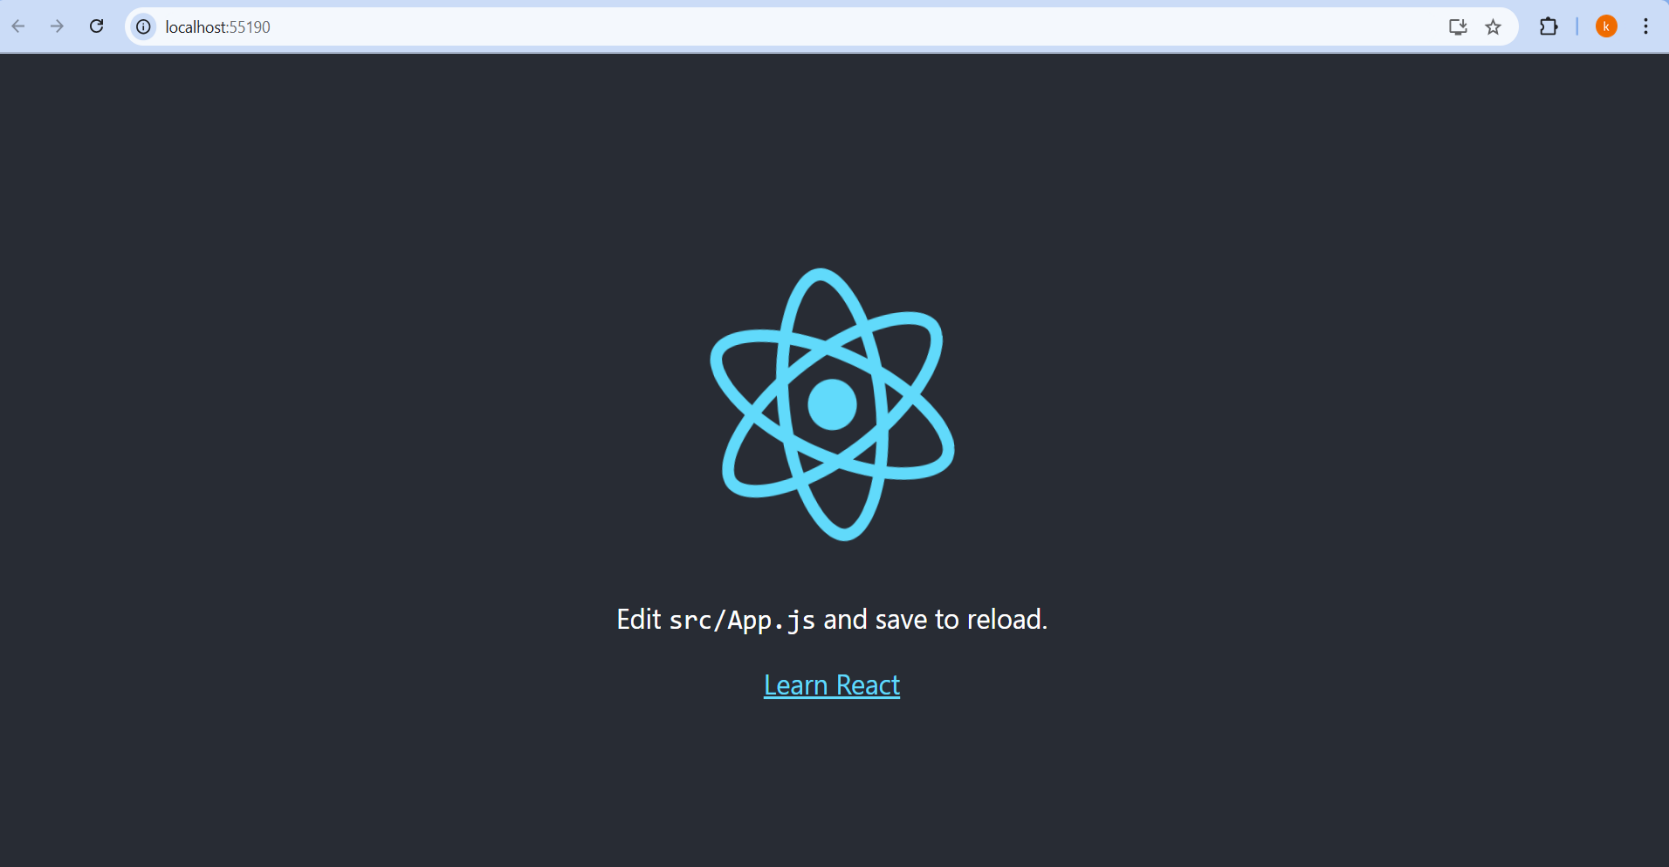 localhost:55190
k
Edit src/App.js and save to reload.
Learn React